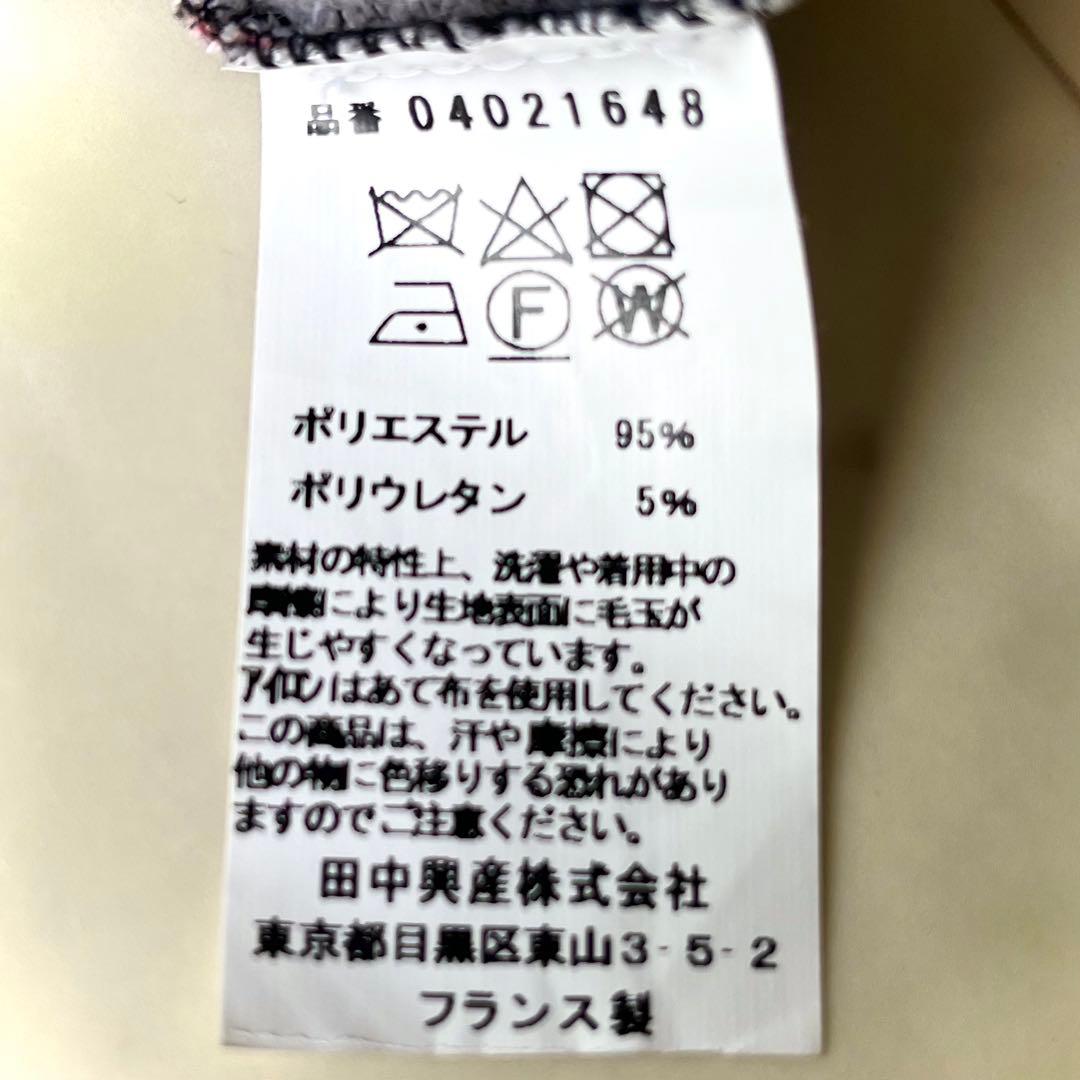 品番 04021648
F W
ポリエステル 95%
ポリウレタン 5%
素材の特性上、洗濯や着用中の
摩擦により生地表面に毛玉が
生じやすくなっています。
アイロンはあて布を使用してください。
この商品は、汗や摩擦により
他の物に色移りする恐れがあり
ますのでご注意ください。
田中興産株式会社
東京都目黒区東山3-5-2
フランス製